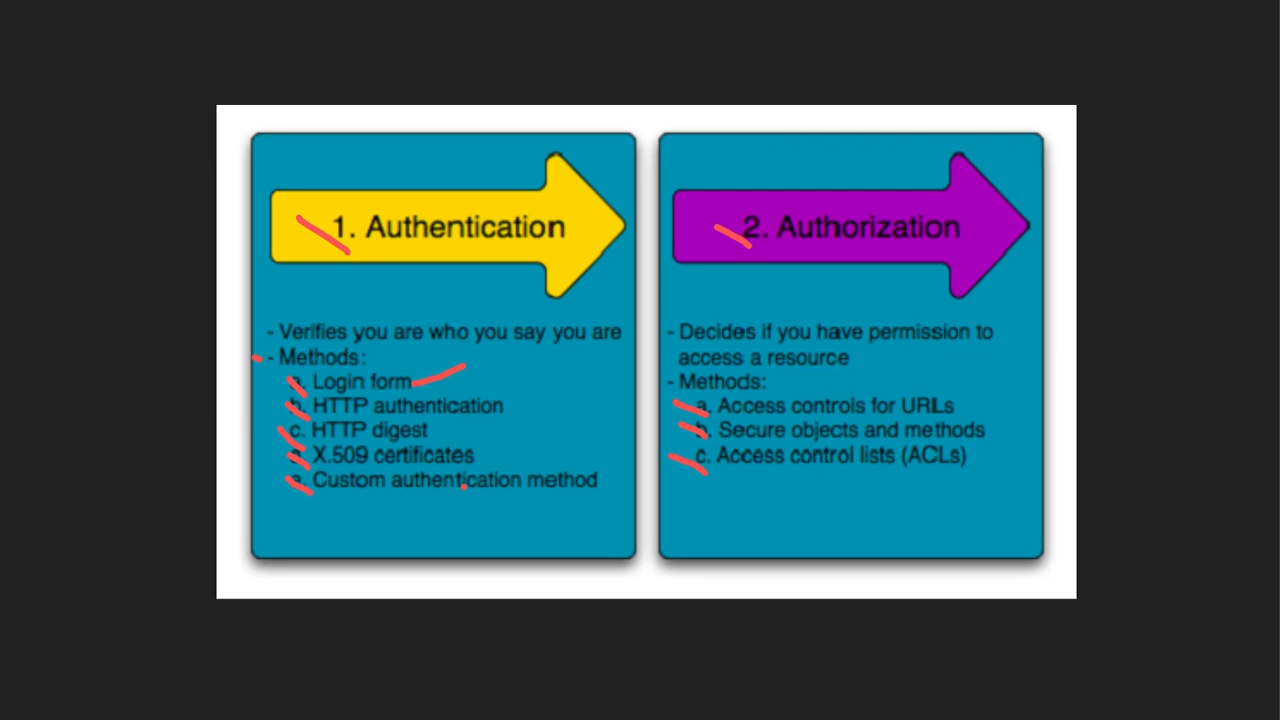 1. Authentication
- Verifies you are who you say you are
- Methods:
a. Login form
b. HTTP authentication
c. HTTP digest
X.509 certificates
e. Custom authentication method
2. Authorization
- Decides if you have permission to
access a resource
- Methods:
a. Access controls for URLs
b. Secure objects and methods
c. Access control lists (ACLs)